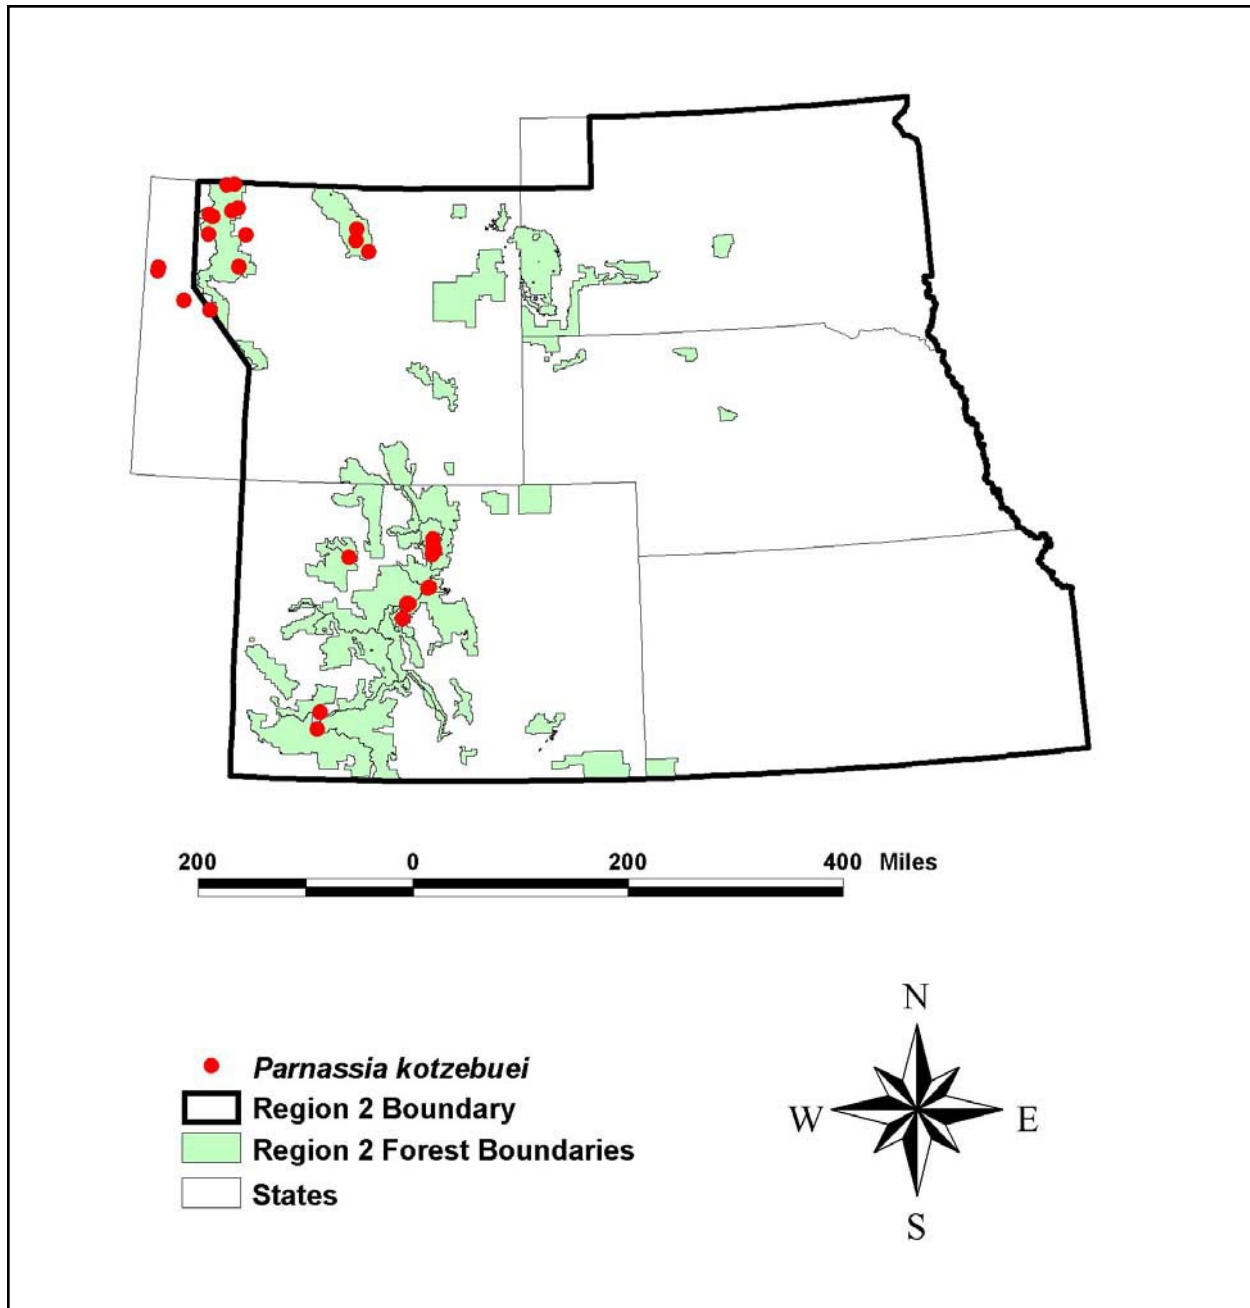 200 0 200 400 Miles
Parnassia kotzebuei
Region 2 Boundary
Region 2 Forest Boundaries
States
N
W E
S